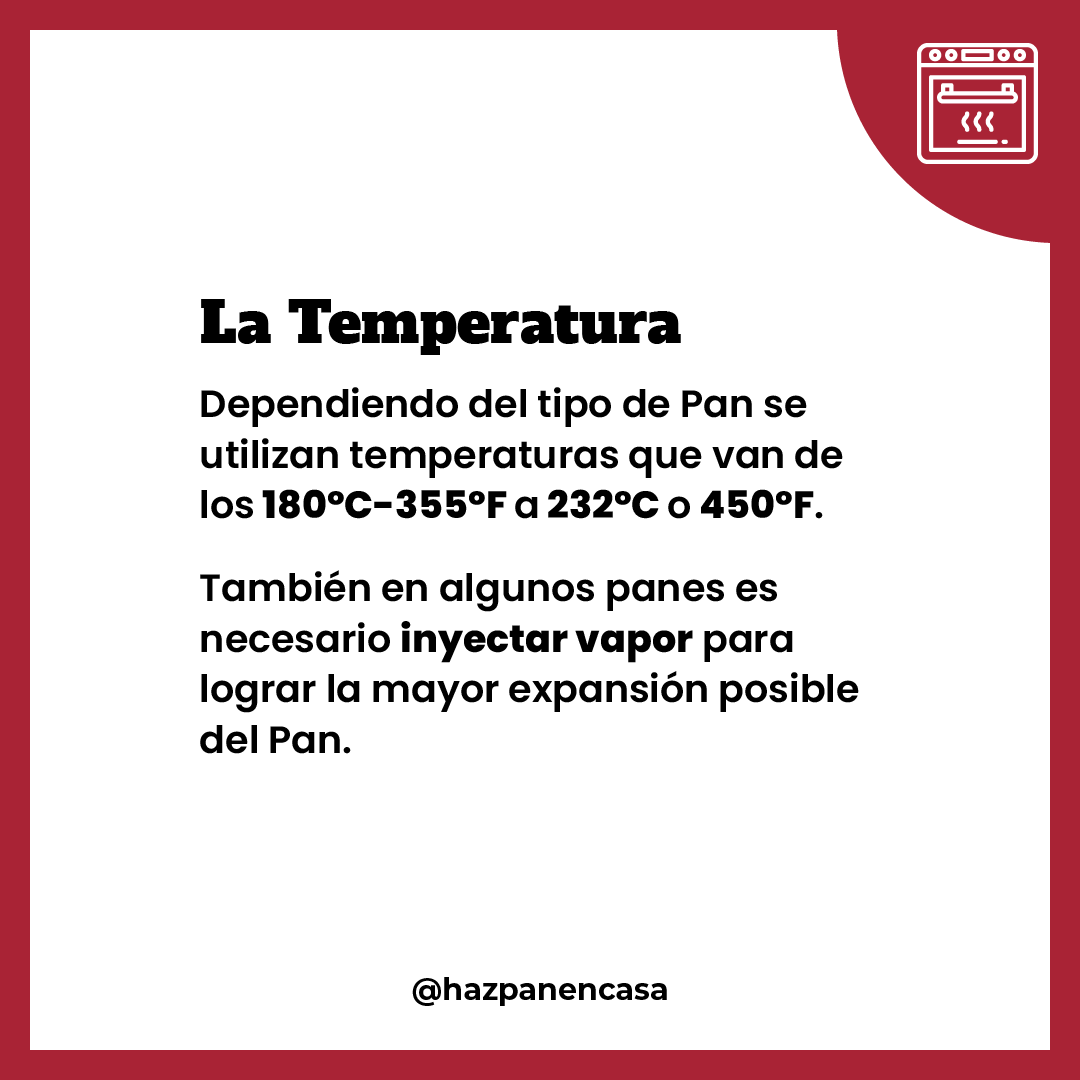 La Temperatura
Dependiendo del tipo de Pan se
utilizan temperaturas que van de
los 180°C-355°F a 232°C o 450°F.
También en algunos panes es
necesario inyectar vapor para
lograr la mayor expansión posible
del Pan.
@hazpanencasa